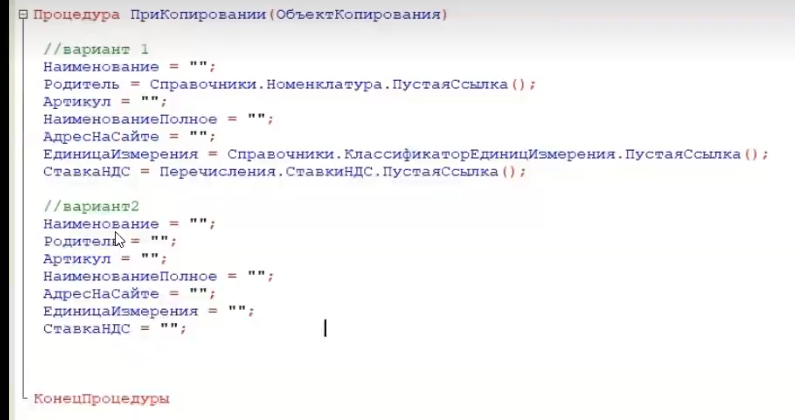 Процедура ПриКопировании(ОбъектКопирования)
//вариант 1
Наименование = "";
Родитель = Справочники.Номенклатура.ПустаяСсылка();
Артикул = "";
НаименованиеПолное = "";
АдресНаСайте = "";
ЕдиницаИзмерения = Справочники.КлассификаторЕдиницИзмерения.ПустаяСсылка();
СтавкаНДС = Перечисления.СтавкиНДС.ПустаяСсылка();
//вариант2
Наименование = "";
Родитель = "";
Артикул = "";
НаименованиеПолное = "";
АдресНаСайте = "";
ЕдиницаИзмерения = "";
СтавкаНДС = "";
КонецПроцедуры